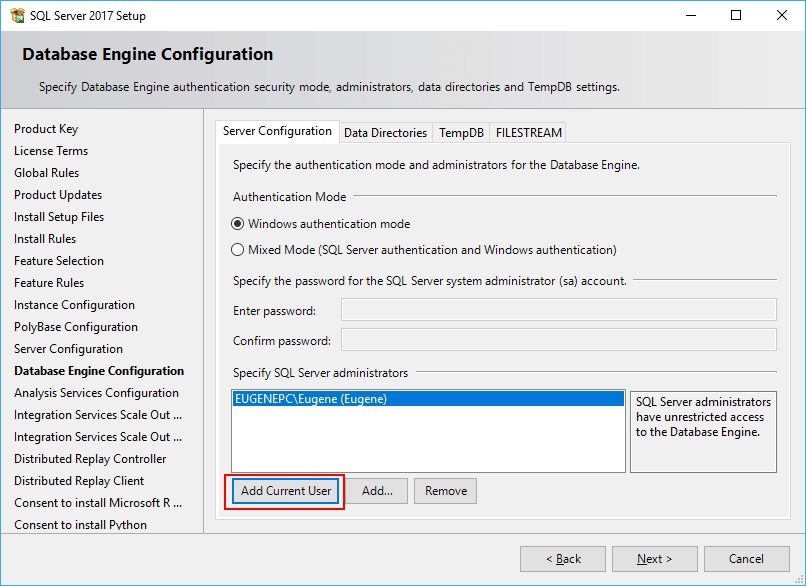 SQL Server 2017 Setup
Database Engine Configuration
Specify Database Engine authentication security mode, administrators, data directories and TempDB settings.
Product Key
License Terms
Global Rules
Product Updates
Install Setup Files
Install Rules
Feature Selection
Feature Rules
Instance Configuration
PolyBase Configuration
Server Configuration
Database Engine Configuration
Analysis Services Configuration
Integration Services Scale Out ...
Integration Services Scale Out ...
Distributed Replay Controller
Distributed Replay Client
Consent to install Microsoft R ...
Consent to install Python
Server Configuration Data Directories TempDB FILESTREAM
Specify the authentication mode and administrators for the Database Engine.
Authentication Mode
Windows authentication mode
Mixed Mode (SQL Server authentication and Windows authentication)
Specify the password for the SQL Server system administrator (sa) account.
Enter password:
Confirm password:
Specify SQL Server administrators
EUGENEPC\Eugene (Eugene)
SQL Server administrators
have unrestricted access
to the Database Engine.
Add Current User Add... Remove
< Back Next > Cancel